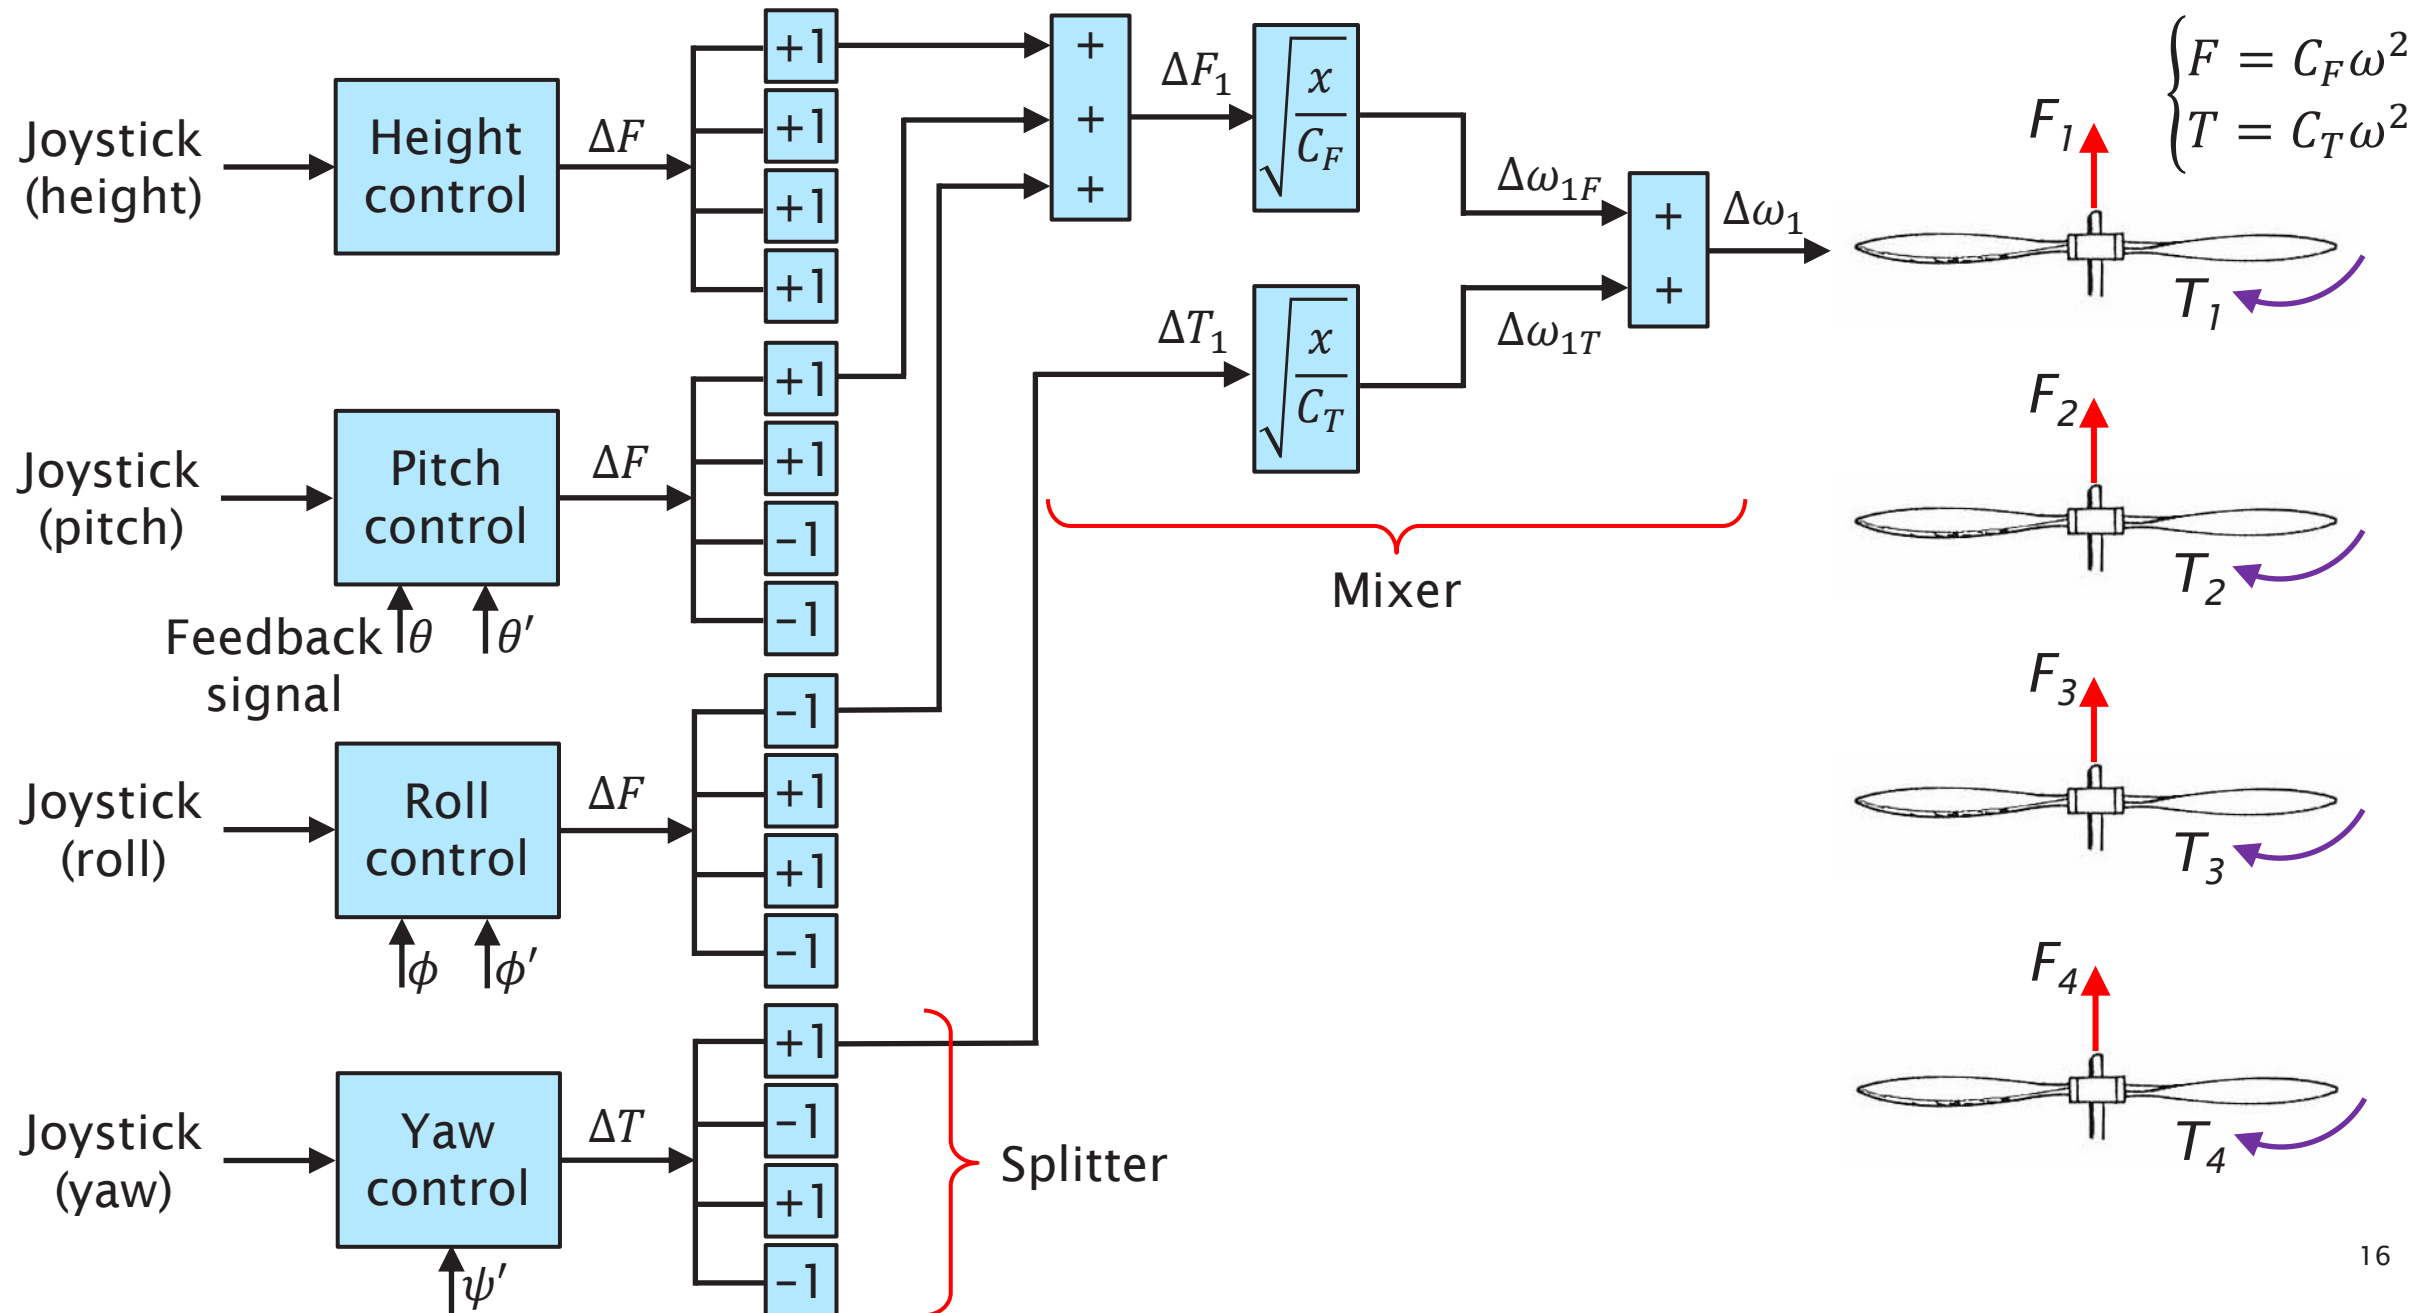 Joystick
(height)
Height
control
ΔF
+1
+1
+1
+1
Joystick
(pitch)
Pitch
control
ΔF
+1
+1
−1
−1
Feedback
signal
θ
θ′
Joystick
(roll)
Roll
control
ΔF
−1
+1
+1
−1
ϕ
ϕ′
Joystick
(yaw)
Yaw
control
ΔT
+1
−1
+1
−1
ψ′
Splitter
+
+
+
ΔF₁
√(x/C_F)
Δω₁F
ΔT₁
√(x/C_T)
Δω₁T
+
+
Δω₁
Mixer
F = C_F ω²
T = C_T ω²
F₁
T₁
F₂
T₂
F₃
T₃
F₄
T₄
16